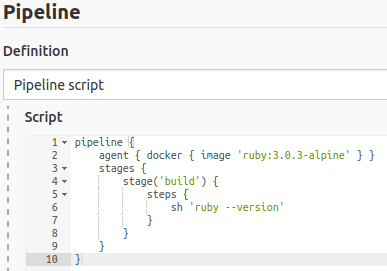 Pipeline
Definition
Pipeline script
Script
1 pipeline {
2     agent { docker { image 'ruby:3.0.3-alpine' } }
3     stages {
4         stage('build') {
5             steps {
6                 sh 'ruby --version'
7             }
8         }
9     }
10 }